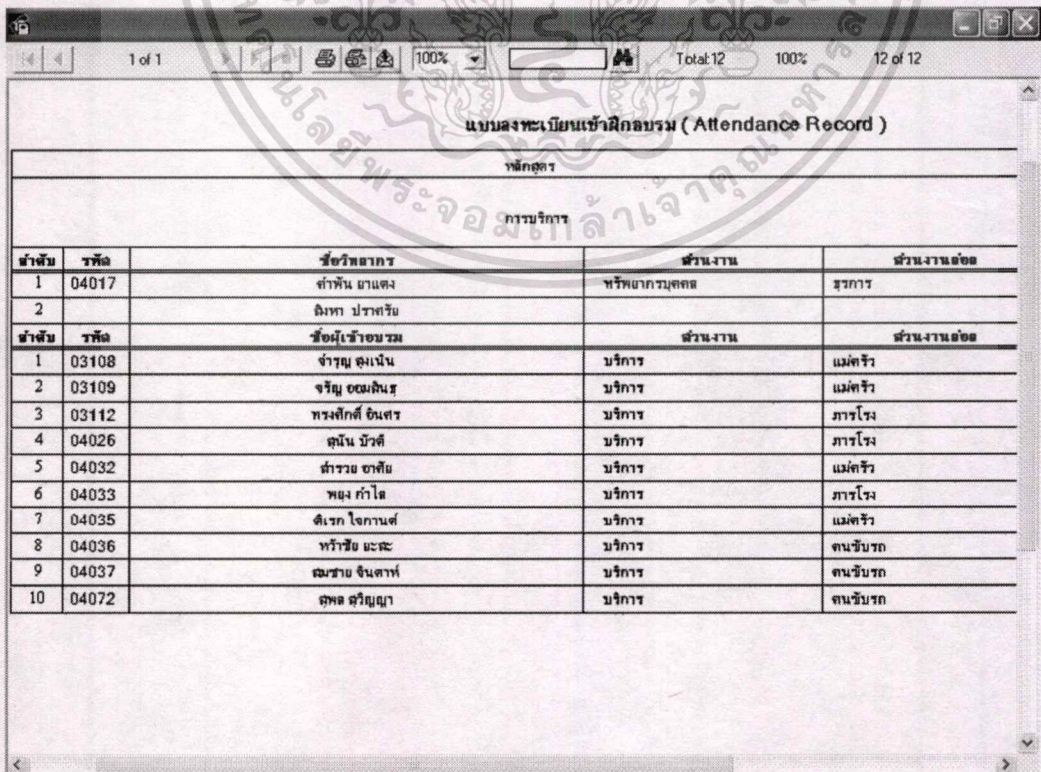 1 of 1 100% Total:12 100% 12 of 12
แบบลงทะเบียนเข้าฝึกอบรม ( Attendance Record )
หลักสูตร
การบริการ
ลำดับ รหัส ชื่อวิทยากร ส่วนงาน ส่วนงานย่อย
1 04017 คำพัน ยาแดง ทรัพยากรบุคคล ธุรการ
2 ปราศรัย
ลำดับ รหัส ชื่อผู้เข้าอบรม ส่วนงาน ส่วนงานย่อย
1 03108 จำรูญ สูงเนิน บริการ แม่ครัว
2 03109 จรัญ ออมสินธุ บริการ แม่ครัว
3 03112 ทรงศักดิ์ อินศร บริการ ภารโรง
4 04026 สุนัน บัวดี บริการ ภารโรง
5 04032 สำรวย อาศัย บริการ แม่ครัว
6 04033 พยุง กำไล บริการ ภารโรง
7 04035 ดิเรก ใจกานต์ บริการ แม่ครัว
8 04036 ยะสะ บริการ คนขับรถ
9 04037 สมชาย จินดาห์ บริการ คนขับรถ
10 04072 สุพล สุวิญญา บริการ คนขับรถ